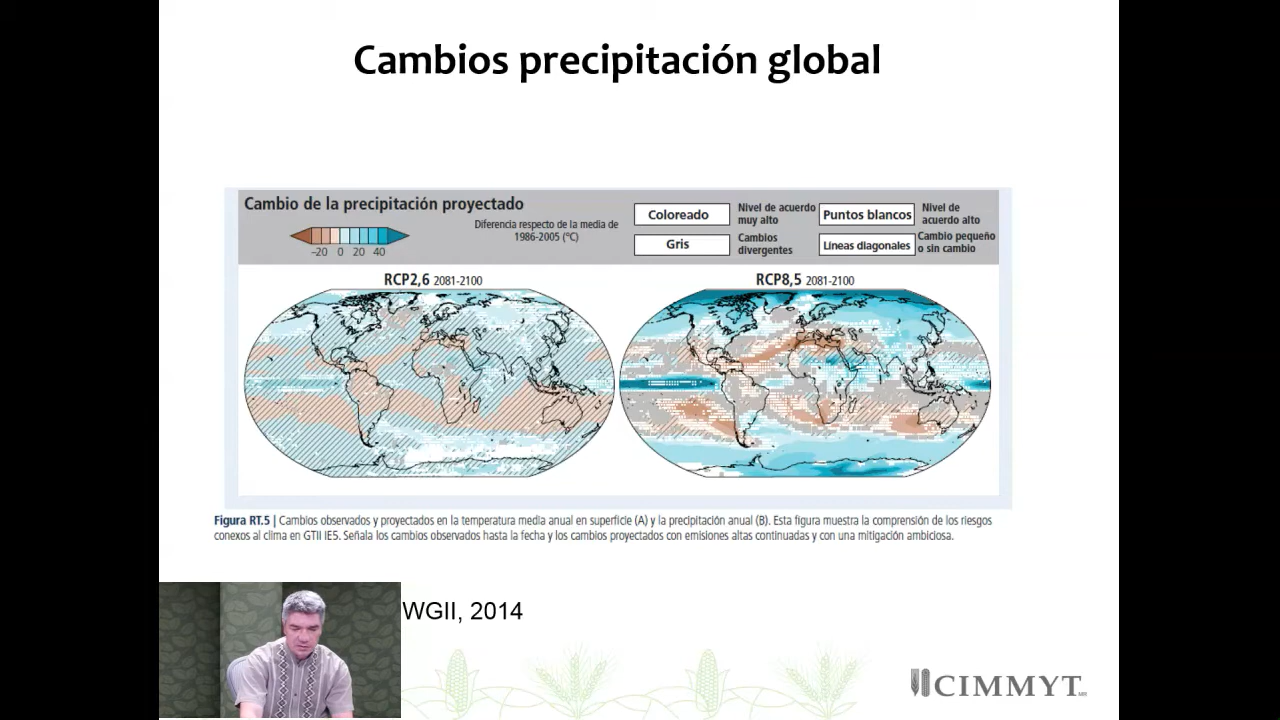 Cambios precipitación global
Cambio de la precipitación proyectado
Diferencia respecto de la media de
1986-2005 (°C)
-20 0 20 40
Coloreado
Nivel de acuerdo
muy alto
Puntos blancos
Nivel de
acuerdo alto
Gris
Cambios
divergentes
Líneas diagonales
Cambio pequeño
o sin cambio
RCP2,6 2081-2100
RCP8,5 2081-2100
Figura RT.5 | Cambios observados y proyectados en la temperatura media anual en superficie (A) y la precipitación anual (B). Esta figura muestra la comprensión de los riesgos
conexos al clima en GTII IE5. Señala los cambios observados hasta la fecha y los cambios proyectados con emisiones altas continuadas y con una mitigación ambiciosa.
WGII, 2014
CIMMYT